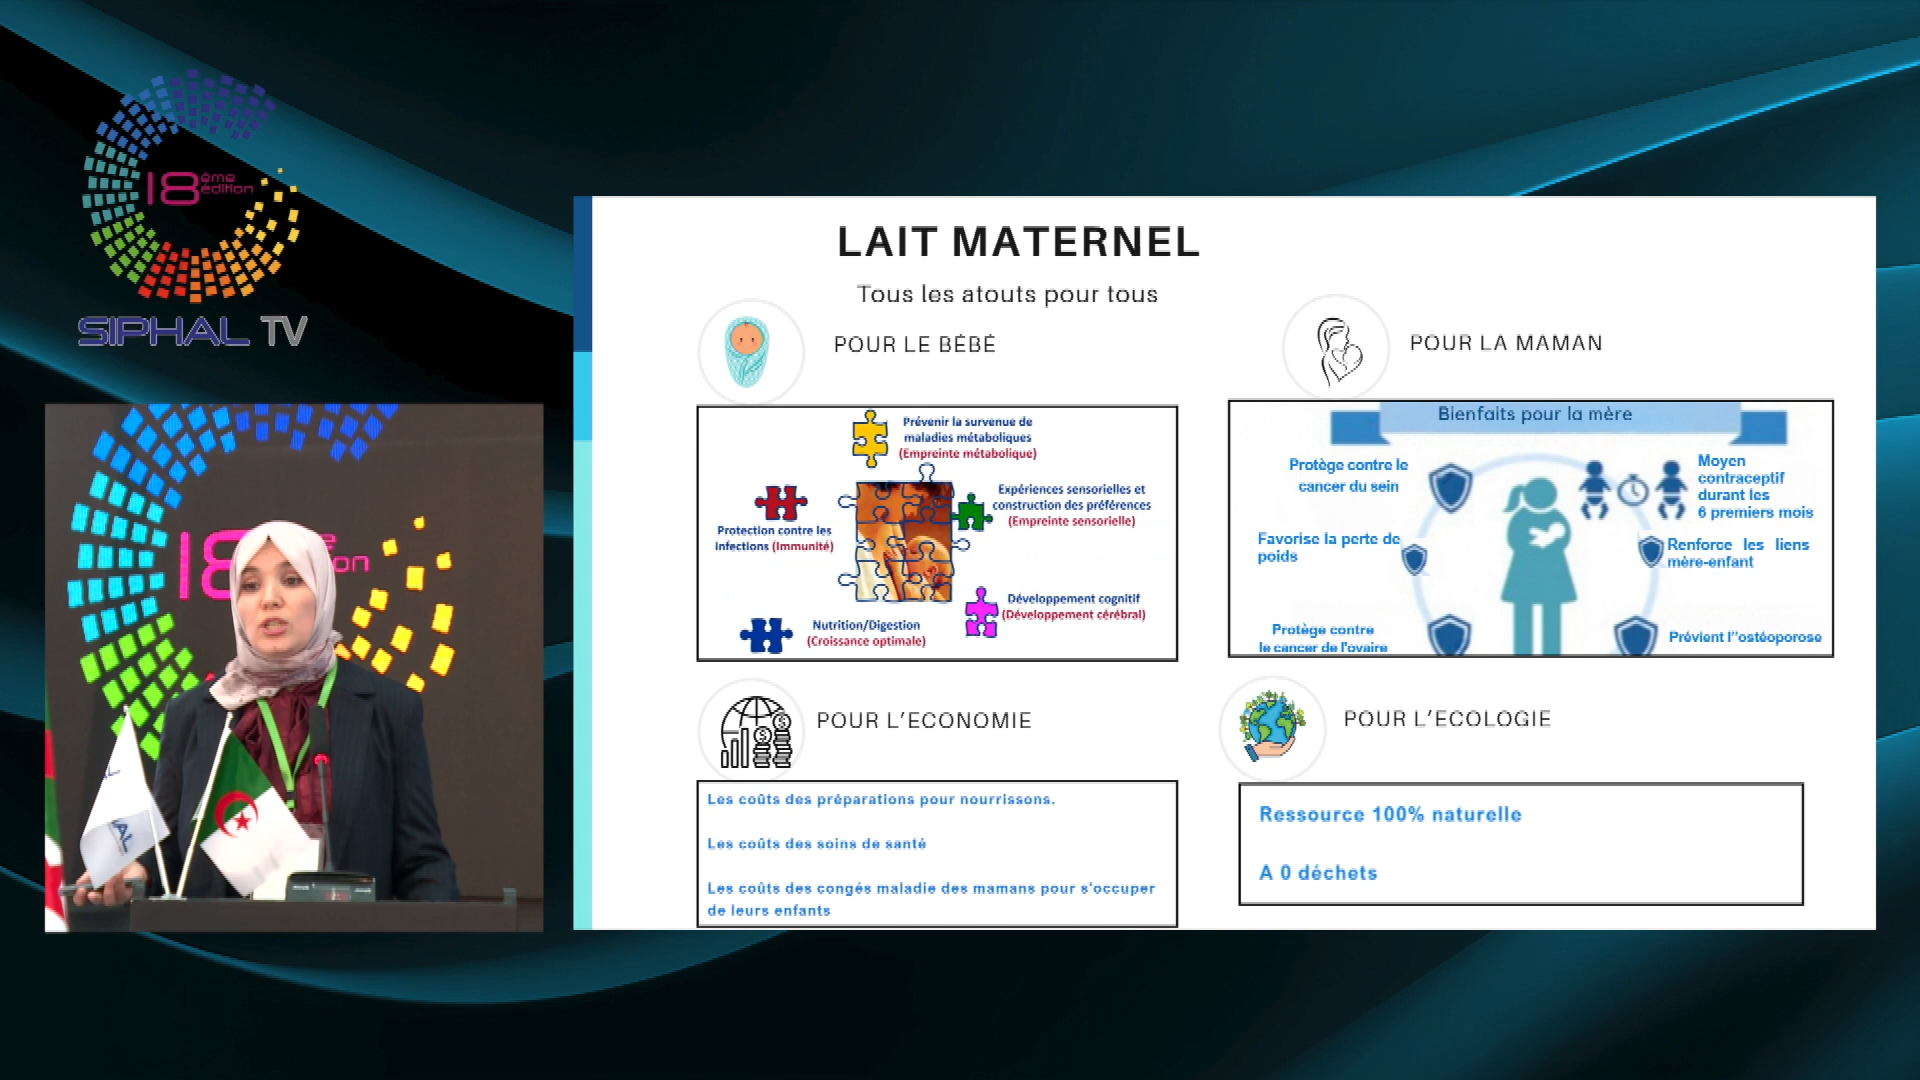 18ème
édition
SIPHAL TV
18
on
LAIT MATERNEL
Tous les atouts pour tous
POUR LE BÉBÉ
Prévenir la survenue de
maladies métaboliques
(Empreinte métabolique)
Expériences sensorielles et
construction des préférences
(Empreinte sensorielle)
Protection contre les
infections (Immunité)
Développement cognitif
(Développement cérébral)
Nutrition/Digestion
(Croissance optimale)
POUR LA MAMAN
Bienfaits pour la mère
Protège contre le
cancer du sein
Moyen
contraceptif
durant les
6 premiers mois
Favorise la perte de
poids
Renforce les liens
mère-enfant
Protège contre
le cancer de l'ovaire
Prévient l''ostéoporose
POUR L'ECONOMIE
Les coûts des préparations pour nourrissons.
Les coûts des soins de santé
Les coûts des congés maladie des mamans pour s'occuper
de leurs enfants
POUR L'ECOLOGIE
Ressource 100% naturelle
A 0 déchets